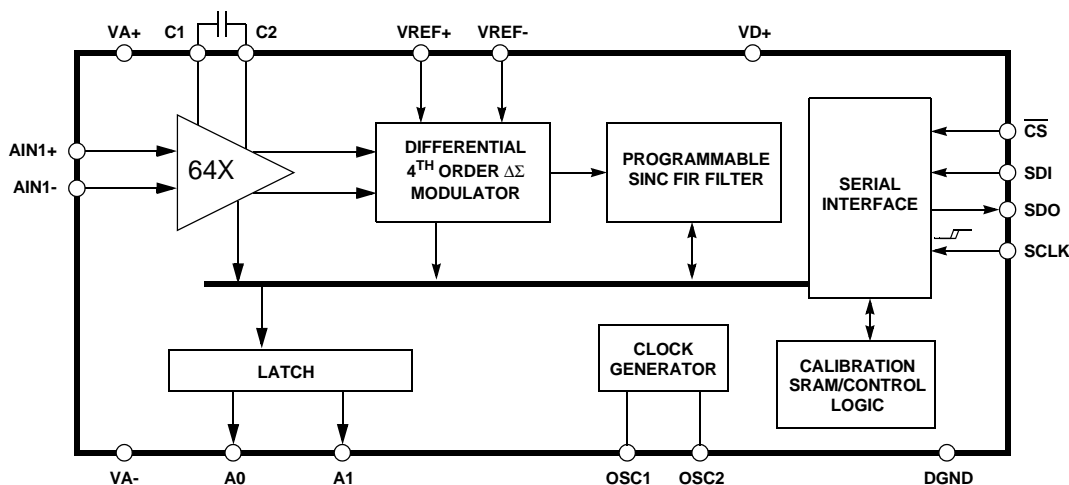 VA+
C1
C2
VREF+
VREF-
VD+
AIN1+
AIN1-
64X
DIFFERENTIAL
4TH ORDER ΔΣ
MODULATOR
PROGRAMMABLE
SINC FIR FILTER
SERIAL
INTERFACE
CS
SDI
SDO
SCLK
LATCH
CLOCK
GENERATOR
CALIBRATION
SRAM/CONTROL
LOGIC
VA-
A0
A1
OSC1
OSC2
DGND